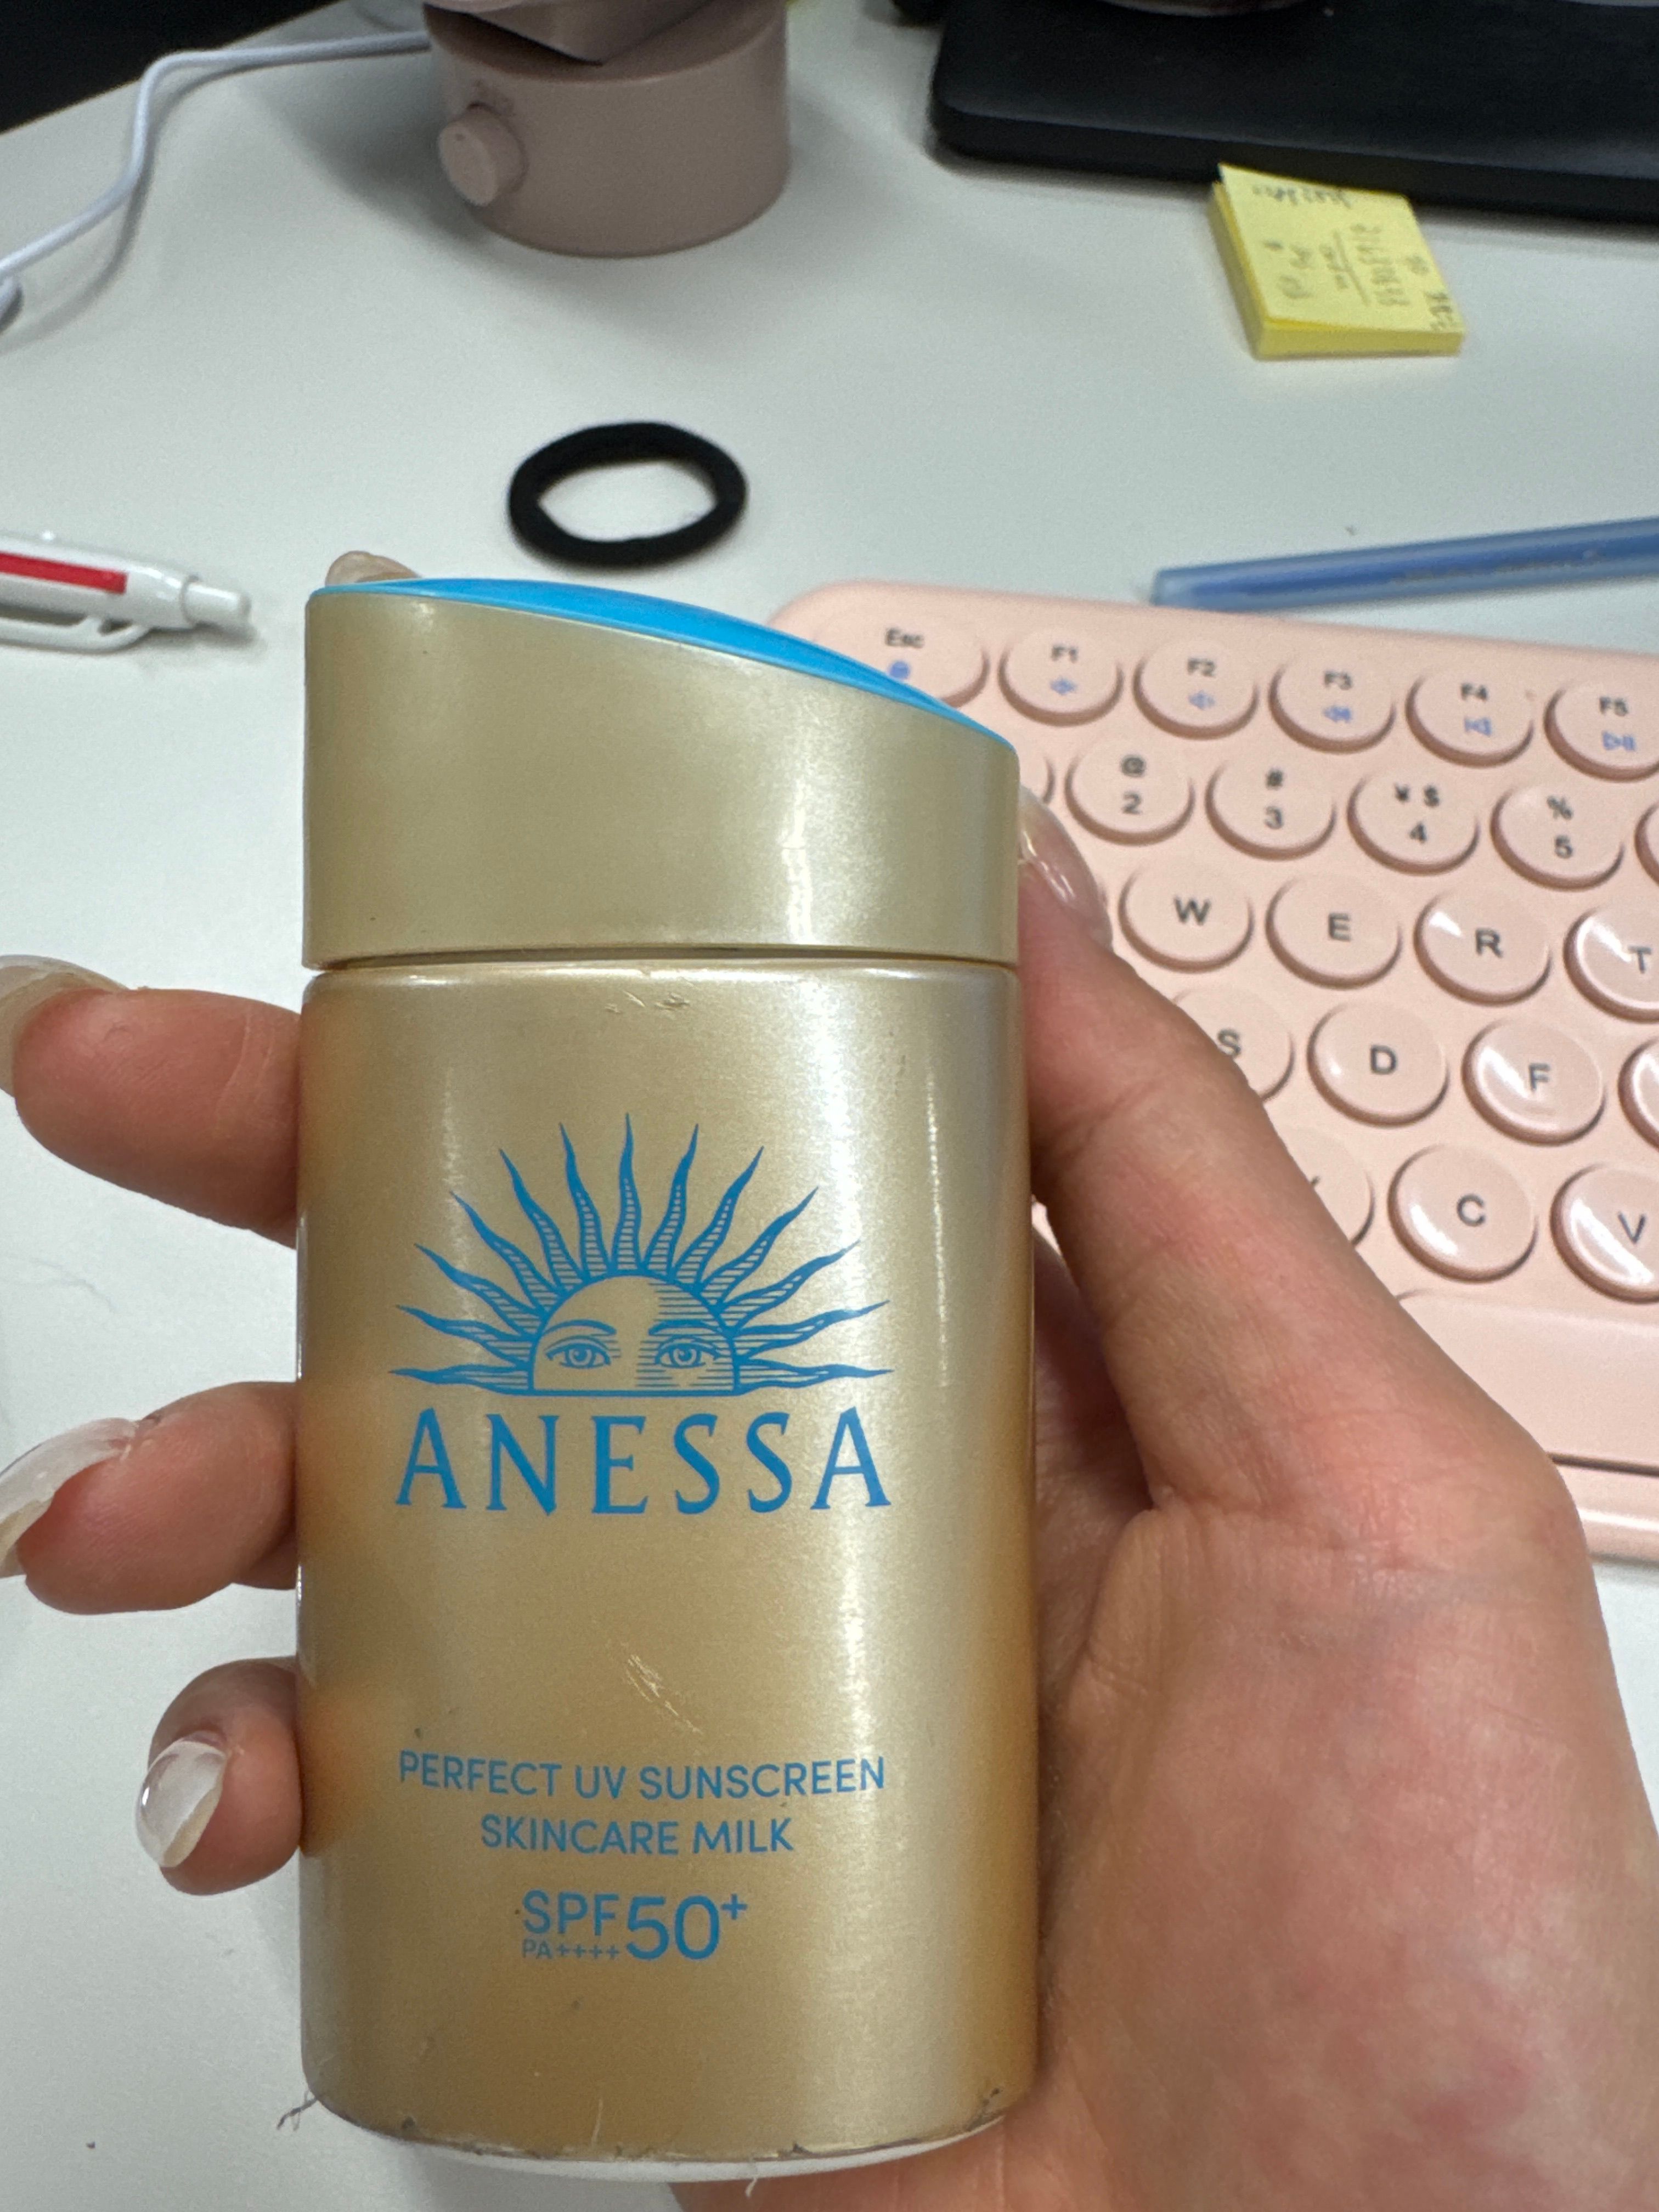 Esc
F1
F2
F3
F4
F5
@
2
#
3
¥ $
4
%
5
W
E
R
T
S
D
F
C
V
ANESSA
PERFECT UV SUNSCREEN
SKINCARE MILK
SPF50+
PA++++